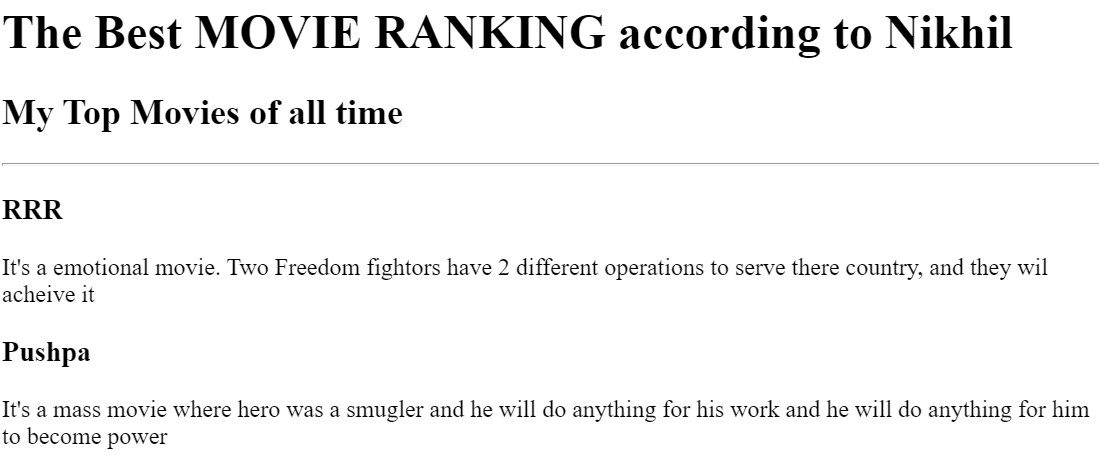 The Best MOVIE RANKING according to Nikhil
My Top Movies of all time
RRR
It's a emotional movie. Two Freedom fightors have 2 different operations to serve there country, and they wil
acheive it
Pushpa
It's a mass movie where hero was a smugler and he will do anything for his work and he will do anything for him
to become power